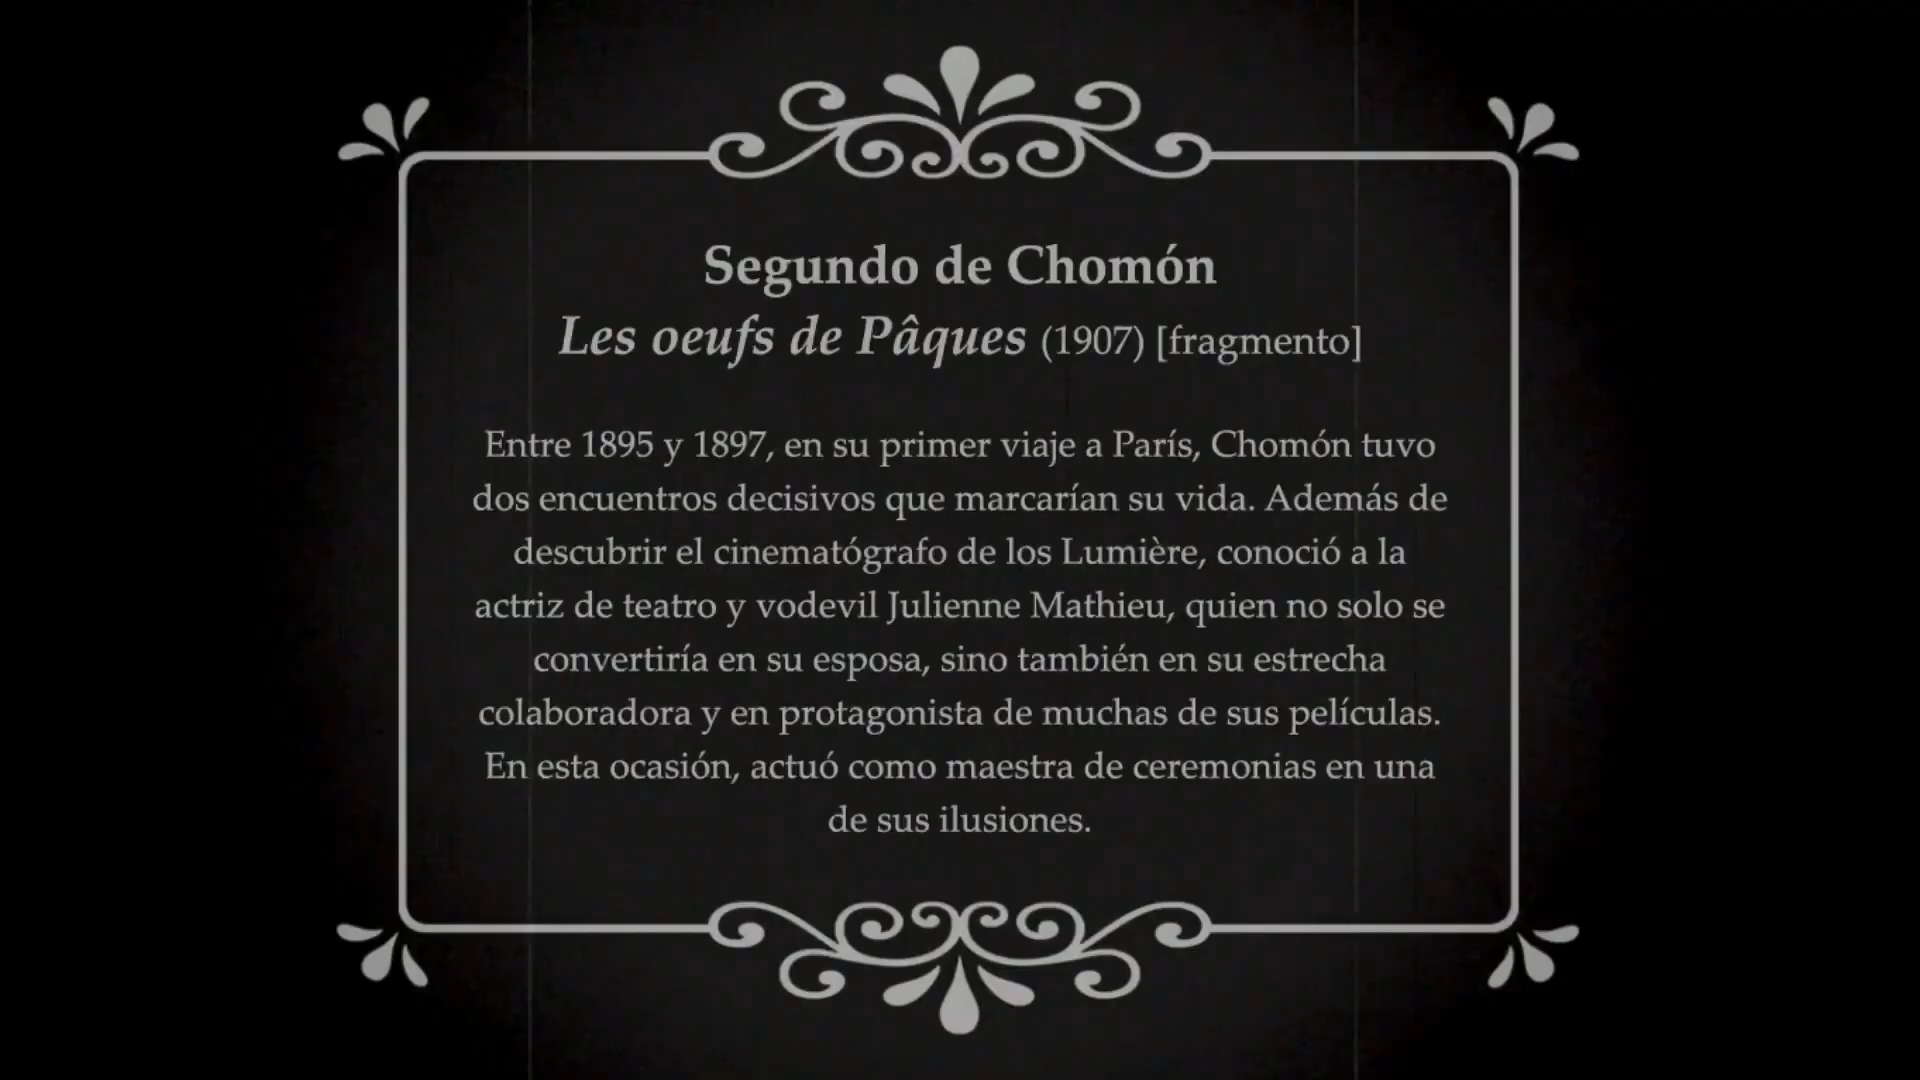 Segundo de Chomón
Les oeufs de Pâques (1907) [fragmento]
Entre 1895 y 1897, en su primer viaje a París, Chomón tuvo
dos encuentros decisivos que marcarían su vida. Además de
descubrir el cinematógrafo de los Lumière, conoció a la
actriz de teatro y vodevil Julienne Mathieu, quien no solo se
convertiría en su esposa, sino también en su estrecha
colaboradora y en protagonista de muchas de sus películas.
En esta ocasión, actuó como maestra de ceremonias en una
de sus ilusiones.